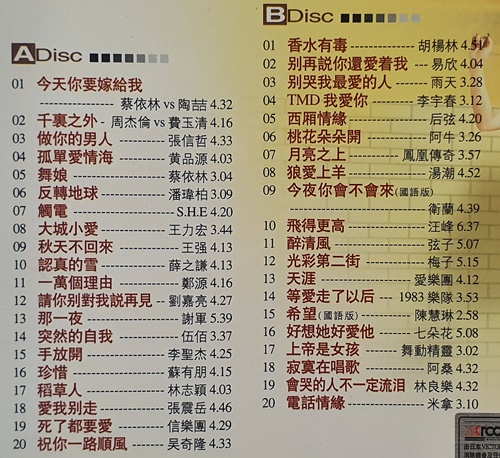 A Disc
01 今天你要嫁給我
蔡依林 vs 陶喆 4.32
02 千裏之外 - 周杰倫 vs 費玉清 4.16
03 做你的男人 張信哲 4.33
04 孤單愛情海 黃品源 4.03
05 舞娘 蔡依林 3.04
06 反轉地球 潘瑋柏 3.09
07 觸電 S.H.E 4.20
08 大城小愛 王力宏 3.44
09 秋天不回來 王强 4.13
10 認真的雪 薛之謙 4.13
11 一萬個理由 鄭源 4.16
12 請你别對我説再見 -- 劉嘉亮 4.27
13 那一夜 謝軍 5.39
14 突然的自我 伍佰 3.37
15 手放開 李聖杰 4.25
16 珍惜 蘇有朋 4.15
17 稻草人 林志穎 4.03
18 愛我别走 張震岳 4.46
19 死了都要愛 信樂團 4.29
20 祝你一路順風 吴奇隆 4.33
B Disc
01 香水有毒 胡楊林 4.51
02 别再説你還愛着我 -- 易欣 4.04
03 别哭我最愛的人 雨天 3.28
04 TMD 我愛你 李宇春 3.12
05 西厢情緣 后弦 4.20
06 桃花朵朵開 阿牛 3.26
07 月亮之上 鳳凰傳奇 3.57
08 狼愛上羊 湯潮 4.52
09 今夜你會不會來(國語版)
衛蘭 4.39
10 飛得更高 汪峰 6.37
11 醉清風 弦子 5.07
12 光彩第二街 梅子 5.15
13 天涯 愛樂團 4.12
14 等愛走了以后 - 1983 樂隊 3.53
15 希望(國語版) 陳慧琳 2.58
16 好想她好愛他 七朵花 5.08
17 上帝是女孩 舞動精靈 3.02
18 寂寞在唱歌 阿桑 4.32
19 會哭的人不一定流泪 林良樂 4.32
20 電話情緣 米拿 3.10